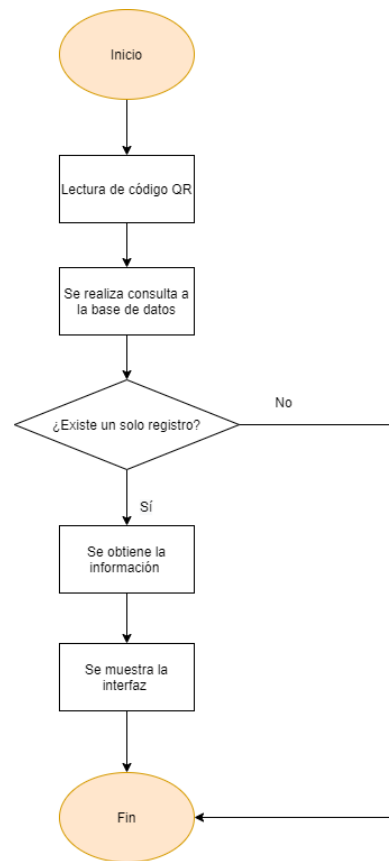 Inicio
Lectura de código QR
Se realiza consulta a
la base de datos
¿Existe un solo registro?
No
Sí
Se obtiene la
información
Se muestra la
interfaz
Fin